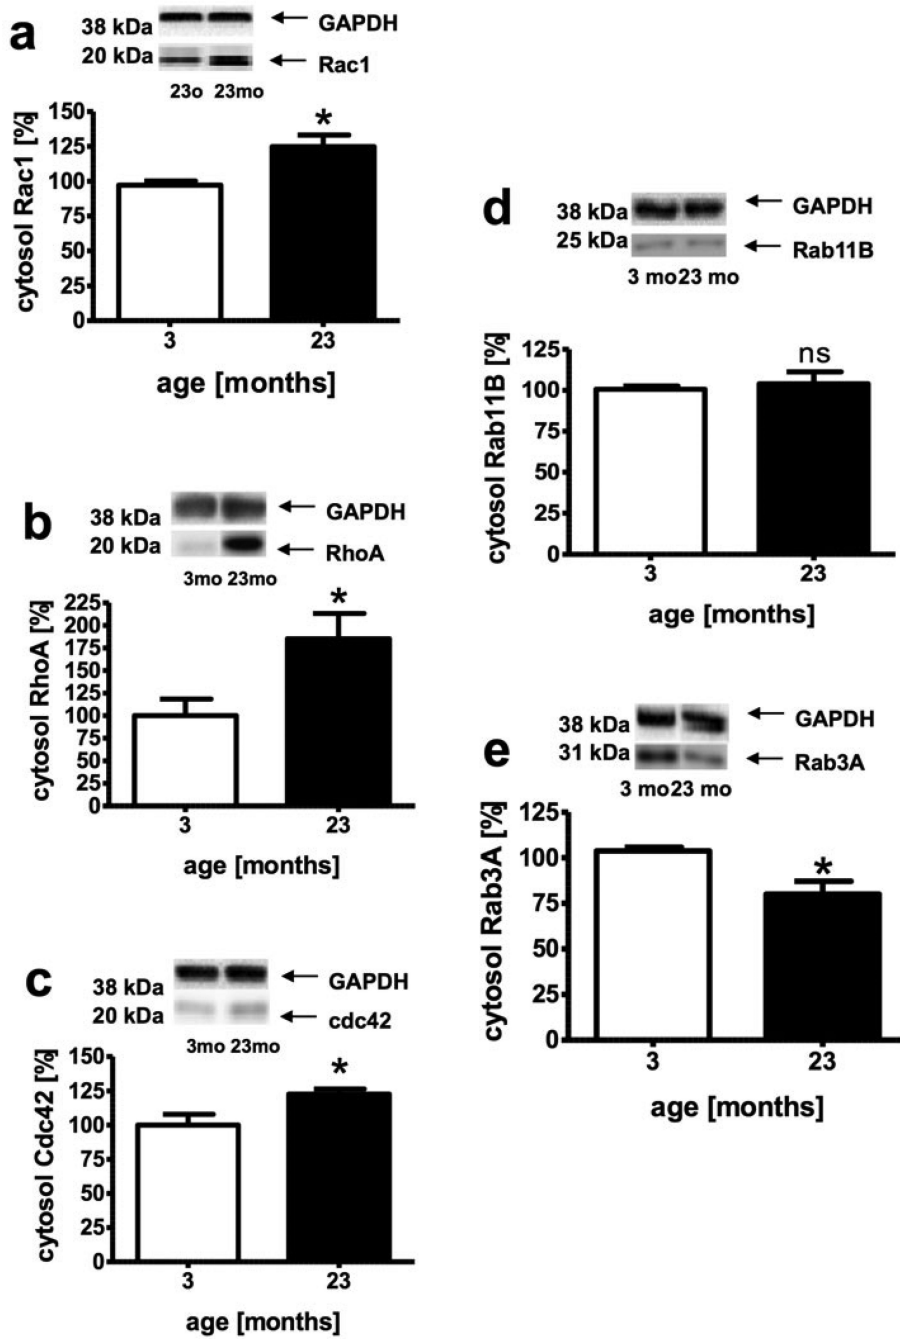 a
38 kDa
GAPDH
20 kDa
Rac1
23o 23mo
cytosol Rac1 [%]
150
125
100
75
50
25
0
*
3 23
age [months]
b
38 kDa
GAPDH
20 kDa
RhoA
3mo 23mo
cytosol RhoA [%]
225
200
175
150
125
100
75
50
25
0
*
3 23
age [months]
c
38 kDa
GAPDH
20 kDa
cdc42
3mo 23mo
cytosol Cdc42 [%]
150
125
100
75
50
25
0
*
3 23
age [months]
d
38 kDa
GAPDH
25 kDa
Rab11B
3 mo 23 mo
cytosol Rab11B [%]
125
100
75
50
25
0
ns
3 23
age [months]
e
38 kDa
GAPDH
31 kDa
Rab3A
3 mo 23 mo
cytosol Rab3A [%]
125
100
75
50
25
0
*
3 23
age [months]